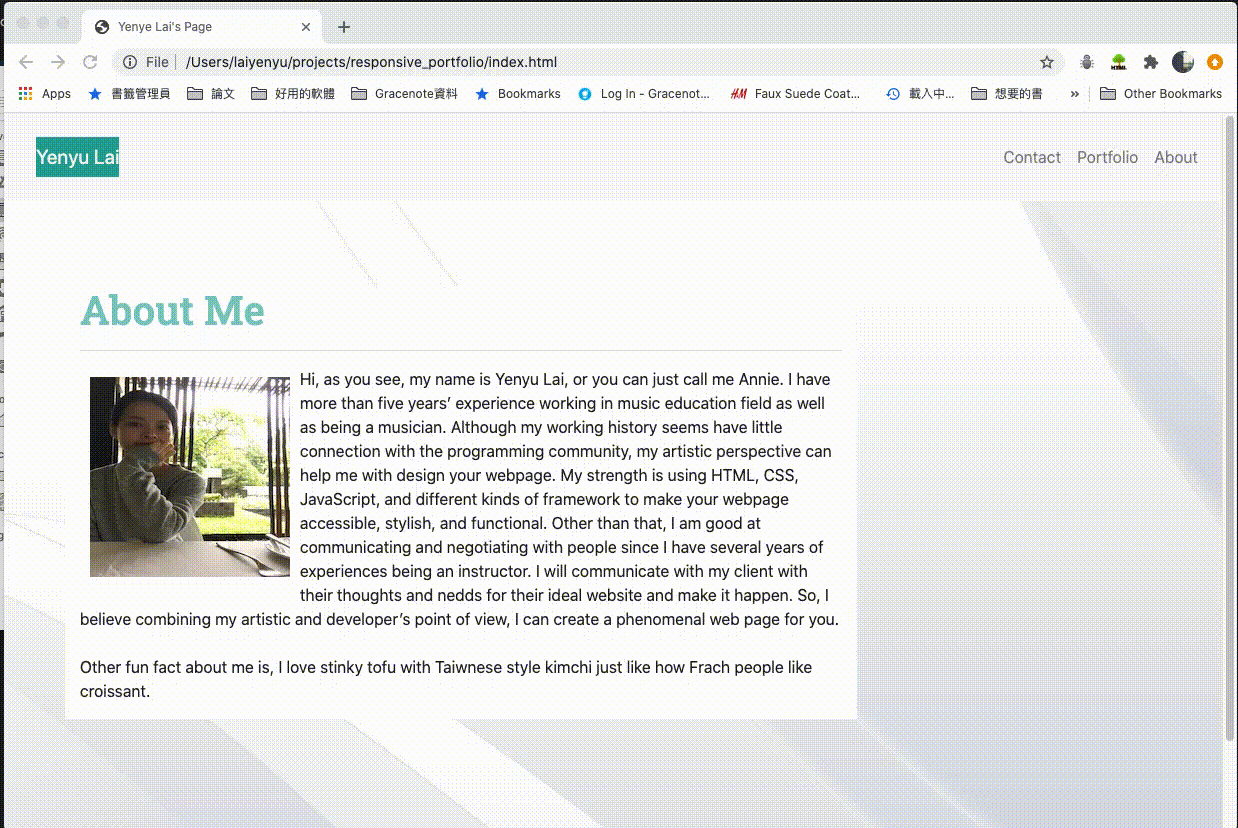 Yenye Lai's Page
File /Users/laiyenyu/projects/responsive_portfolio/index.html
Apps 書籤管理員 論文 好用的軟體 Gracenote資料 Bookmarks Log In - Gracenot... H&M Faux Suede Coat... 載入中... 想要的書 » Other Bookmarks
Yenyu Lai Contact Portfolio About
About Me
Hi, as you see, my name is Yenyu Lai, or you can just call me Annie. I have
more than five years’ experience working in music education field as well
as being a musician. Although my working history seems have little
connection with the programming community, my artistic perspective can
help me with design your webpage. My strength is using HTML, CSS,
JavaScript, and different kinds of framework to make your webpage
accessible, stylish, and functional. Other than that, I am good at
communicating and negotiating with people since I have several years of
experiences being an instructor. I will communicate with my client with
their thoughts and nedds for their ideal website and make it happen. So, I
believe combining my artistic and developer’s point of view, I can create a phenomenal web page for you.
Other fun fact about me is, I love stinky tofu with Taiwnese style kimchi just like how Frach people like
croissant.